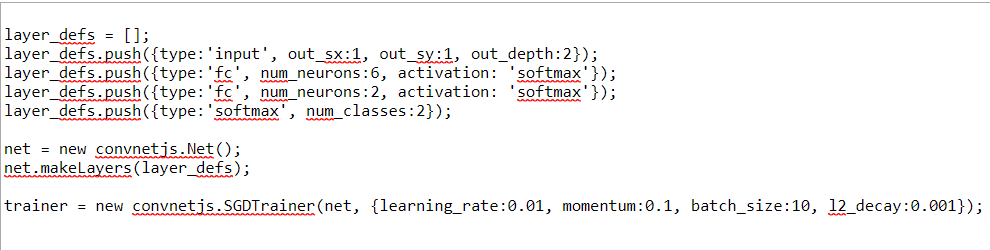 layer_defs = [];
layer_defs.push({type:'input', out_sx:1, out_sy:1, out_depth:2});
layer_defs.push({type:'fc', num_neurons:6, activation: 'softmax'});
layer_defs.push({type:'fc', num_neurons:2, activation: 'softmax'});
layer_defs.push({type:'softmax', num_classes:2});
net = new convnetjs.Net();
net.makeLayers(layer_defs);
trainer = new convnetjs.SGDTrainer(net, {learning_rate:0.01, momentum:0.1, batch_size:10, l2_decay:0.001});